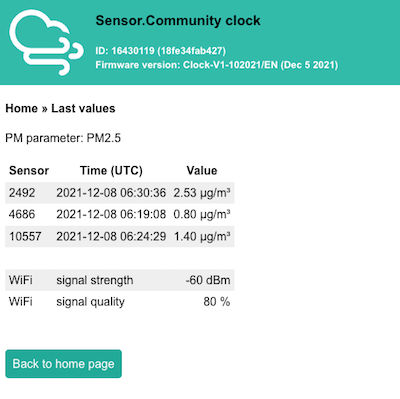 Sensor.Community clock
ID: 16430119 (18fe34fab427)
Firmware version: Clock-V1-102021/EN (Dec 5 2021)
Home » Last values
PM parameter: PM2.5
Sensor Time (UTC) Value
2492 2021-12-08 06:30:36 2.53 µg/m³
4686 2021-12-08 06:19:08 0.80 µg/m³
10557 2021-12-08 06:24:29 1.40 µg/m³
WiFi signal strength -60 dBm
WiFi signal quality 80 %
Back to home page